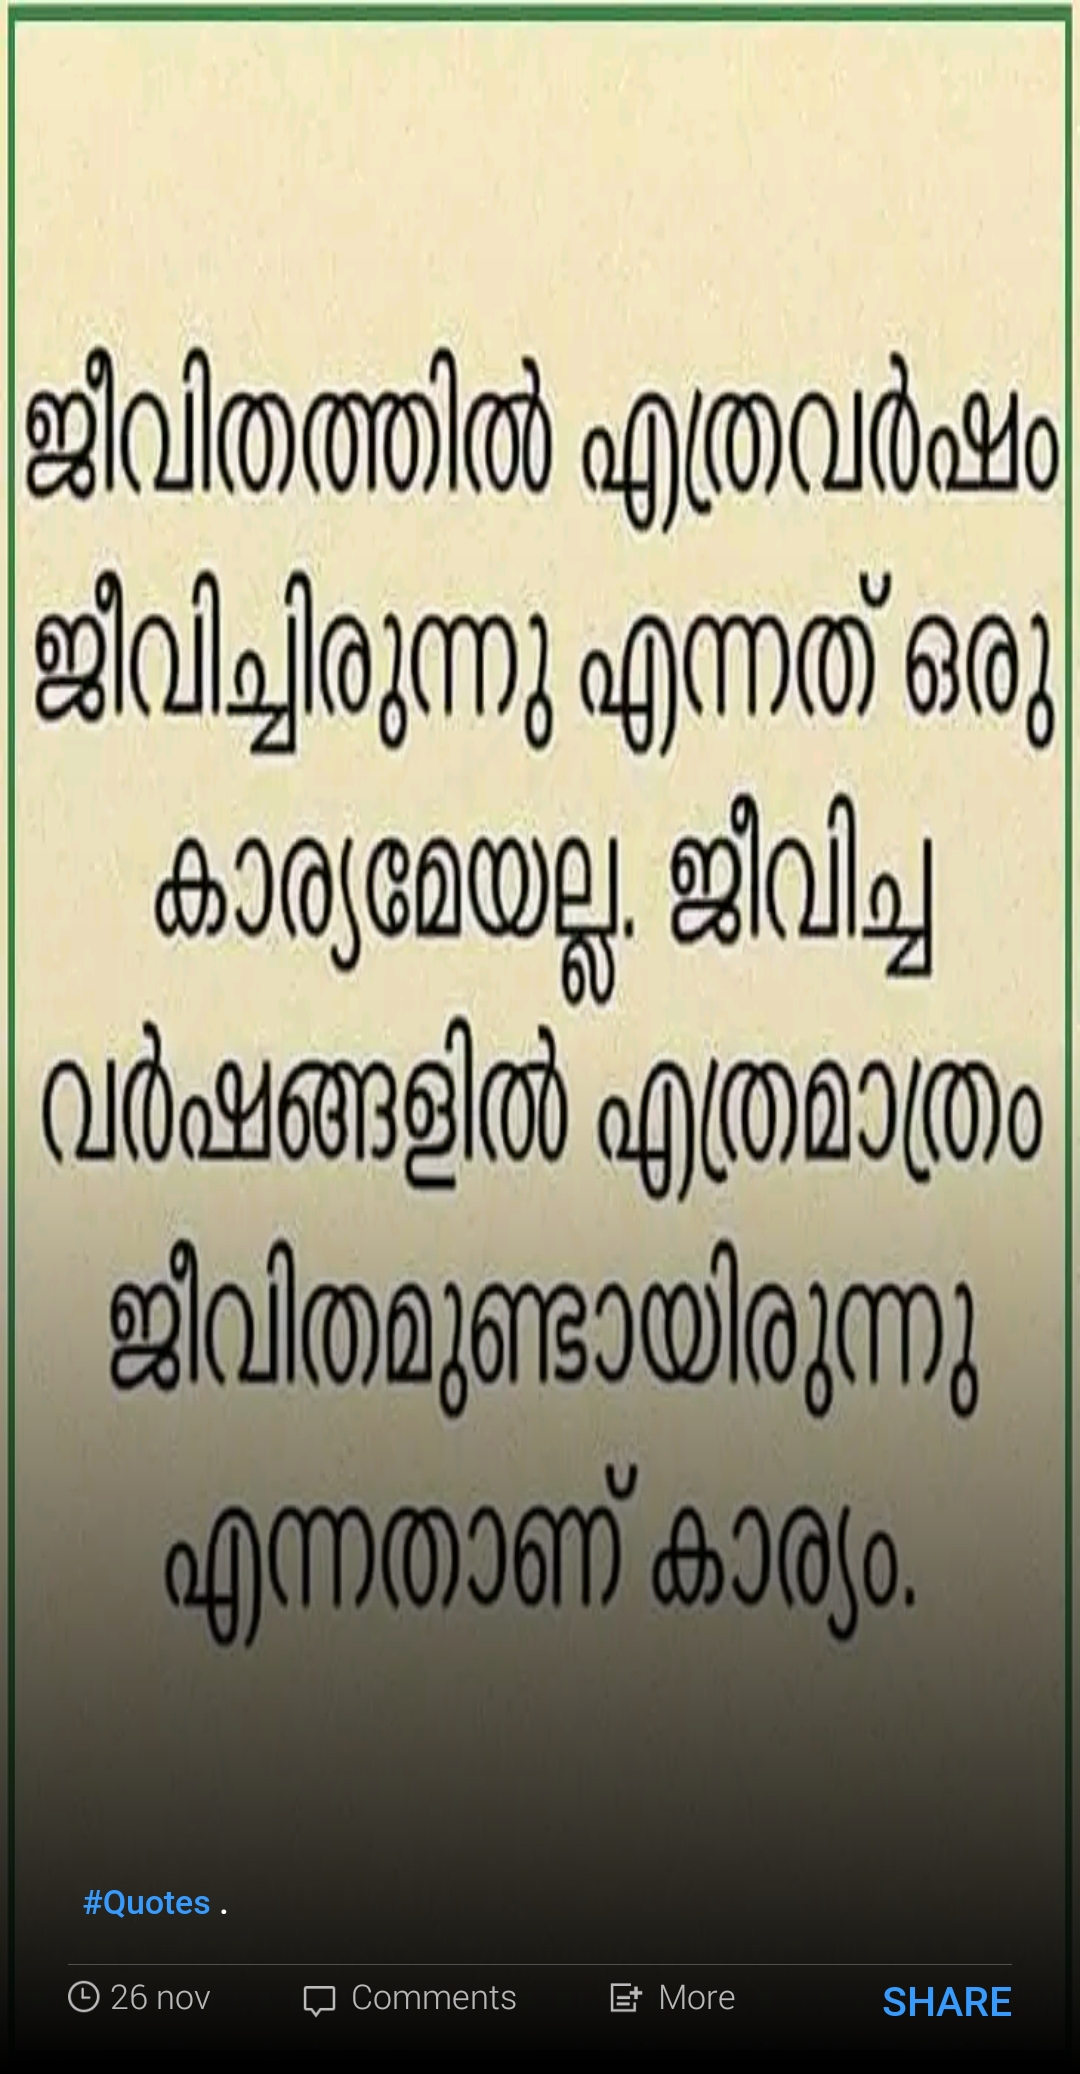 ജീവിതത്തിൽ എത്രവർഷം
ജീവിച്ചിരുന്നു എന്നത് ഒരു
കാര്യമേയല്ല. ജീവിച്ച
വർഷങ്ങളിൽ എത്രമാത്രം
ജീവിതമുണ്ടായിരുന്നു
എന്നതാണ് കാര്യം.
#Quotes .
26 nov Comments More SHARE